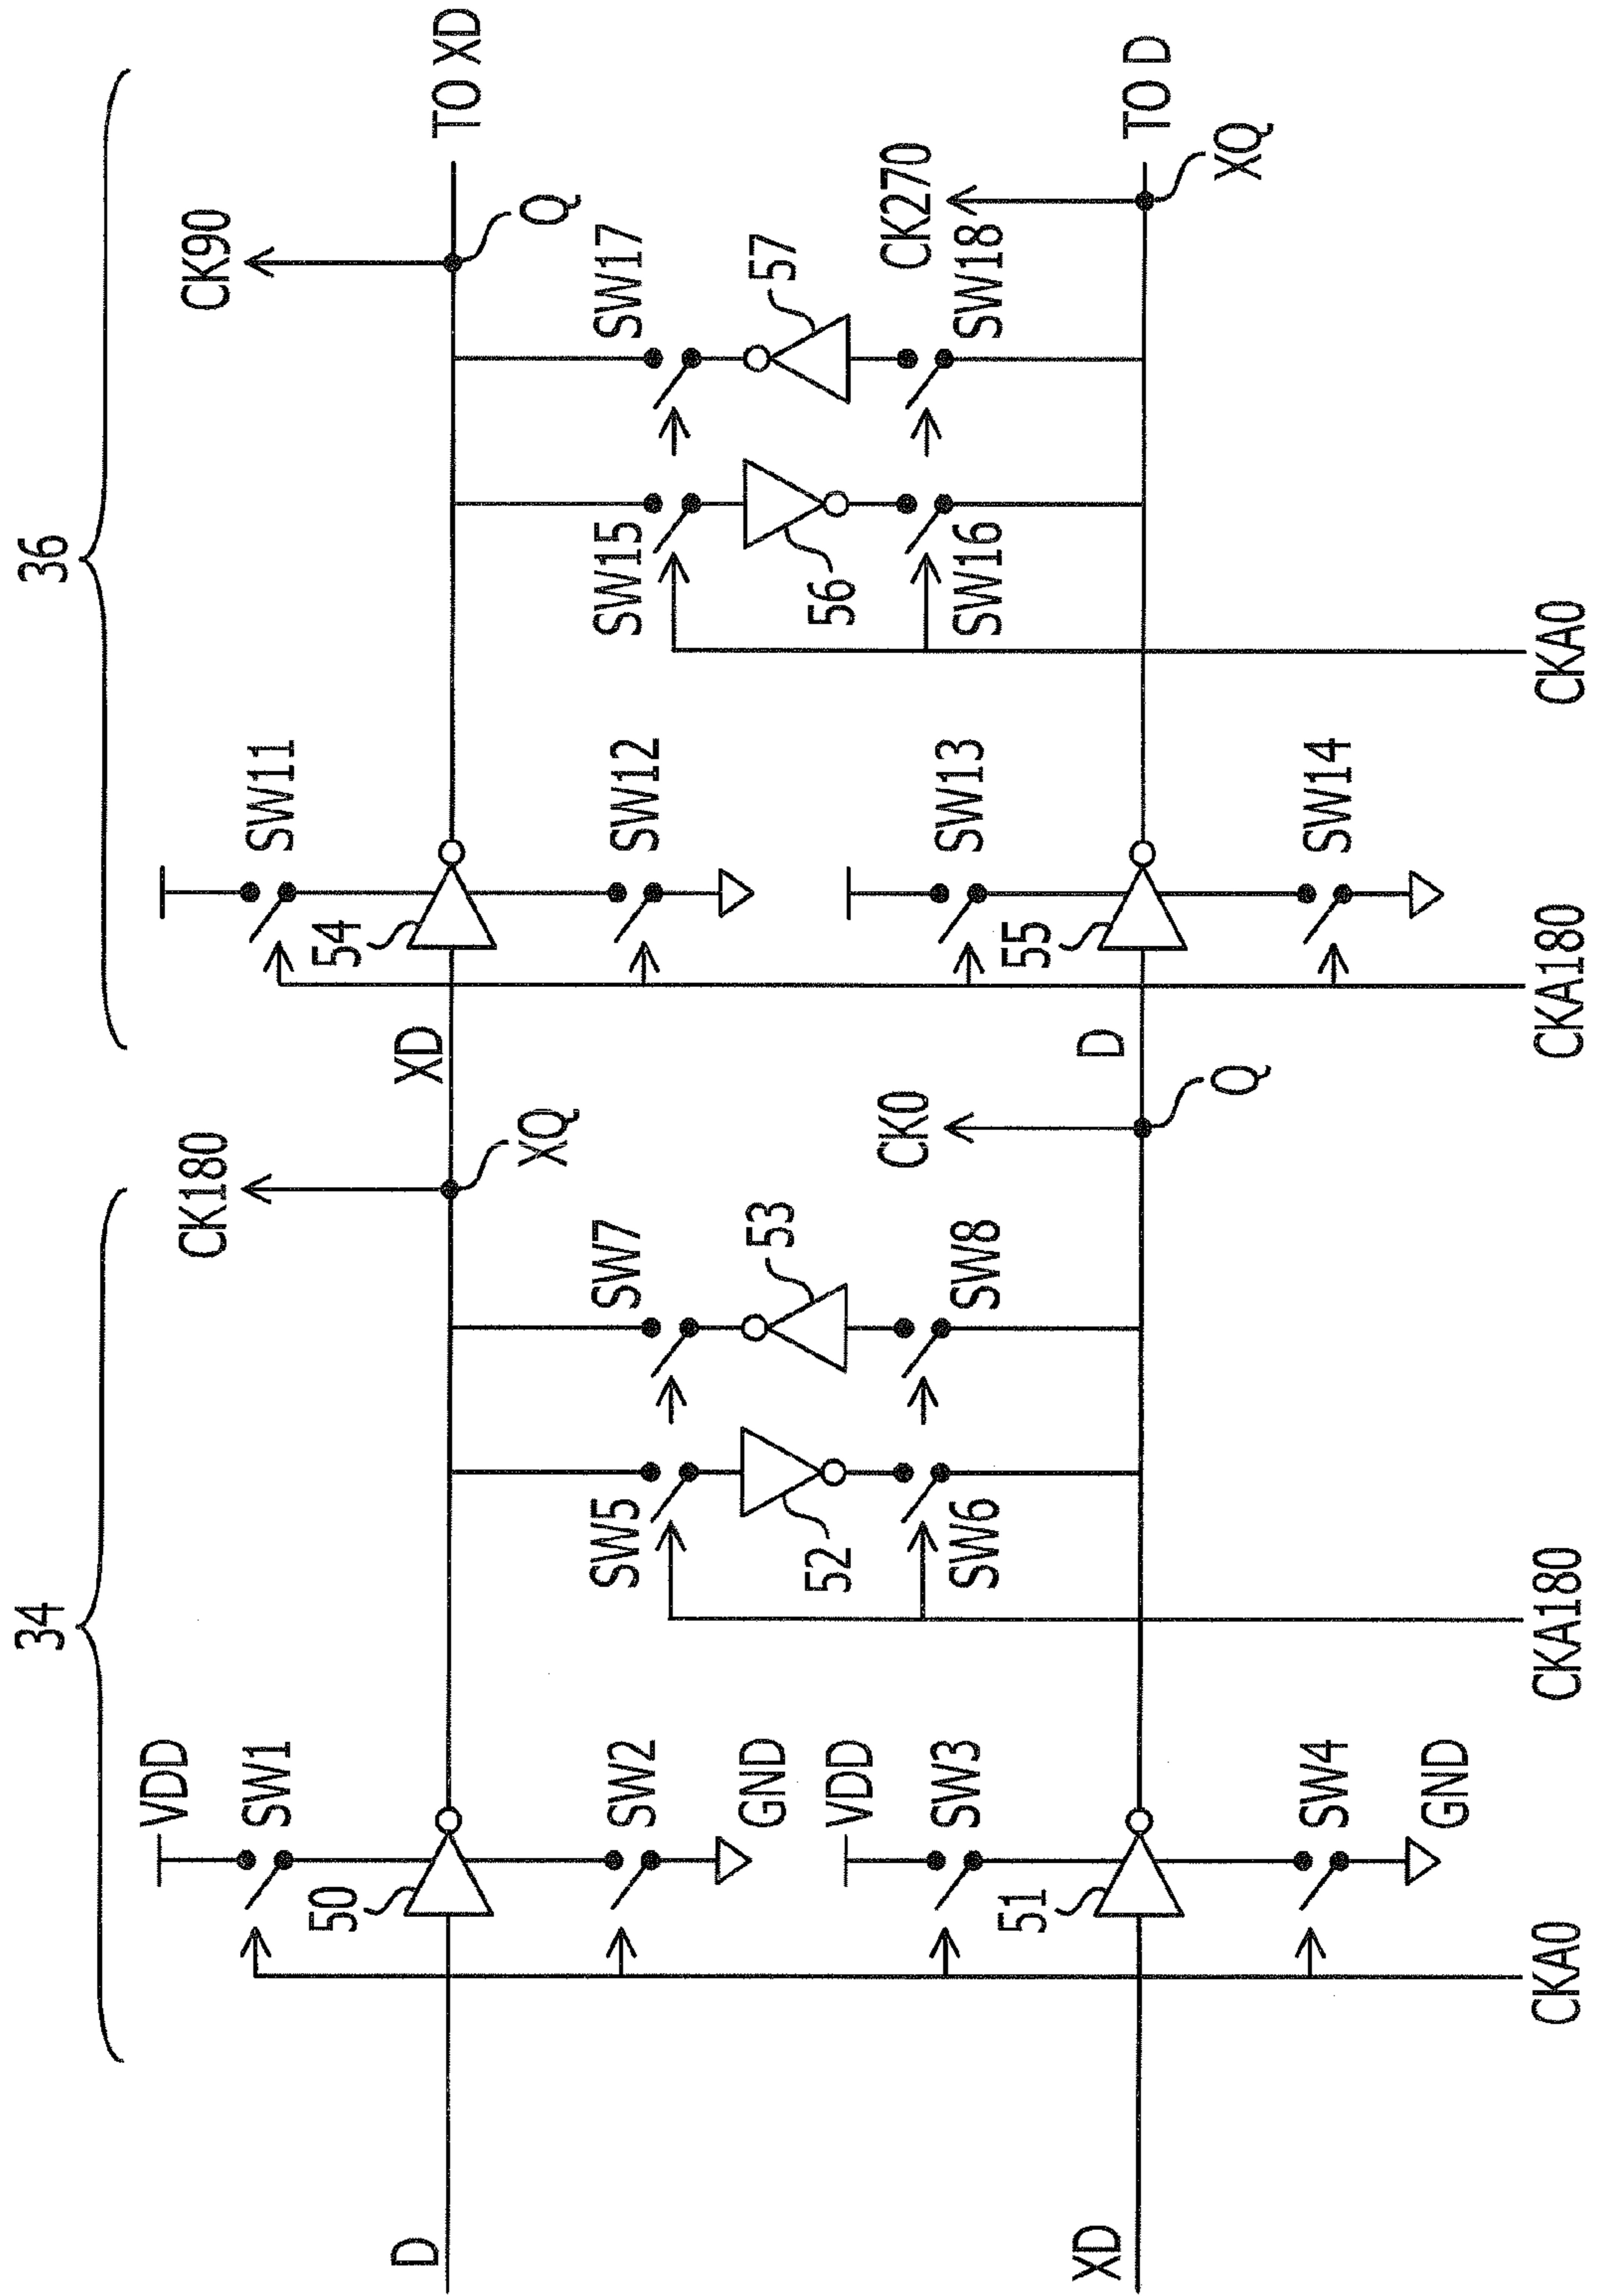 34
36
VDD
SW1
50
SW2
GND
VDD
SW3
51
SW4
GND
CKA0
D
XD
CK180
XQ
SW5
SW7
52
53
SW6
SW8
CK0
Q
CKA180
XD
D
SW11
54
SW12
SW13
55
SW14
CKA180
CK90
Q
TO XD
SW15
SW17
56
57
SW16
SW18
CK270
XQ
TO D
CKA0